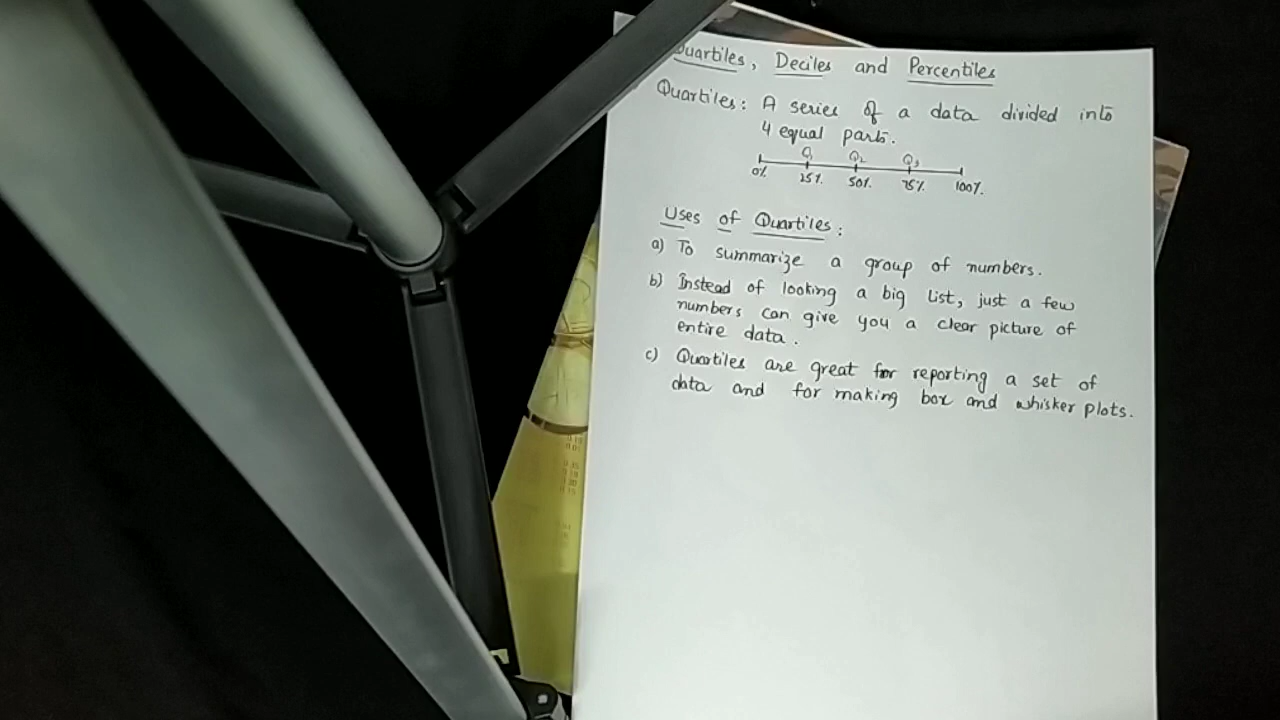 Quartiles, Deciles and Percentiles
Quartiles: A series of a data divided into
4 equal parts.
Q1 Q2 Q3
0% 25% 50% 75% 100%.
Uses of Quartiles:
a) To summarize a group of numbers.
b) Instead of looking a big List, just a few
numbers can give you a clear picture of
entire data.
c) Quartiles are great for reporting a set of
data and for making box and whisker plots.